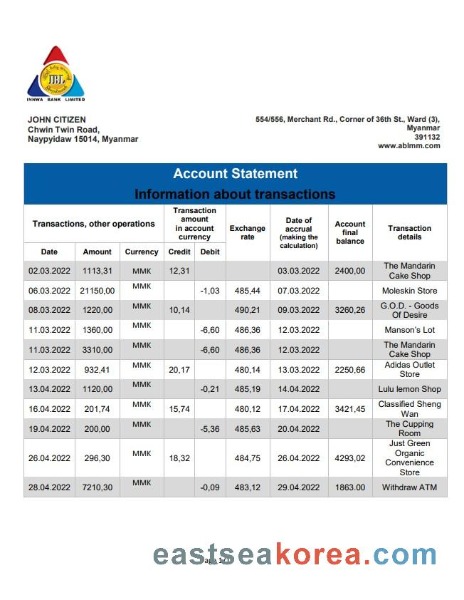 IBL
INNWA BANK LIMITED
JOHN CITIZEN
Chwin Twin Road,
Naypyidaw 15014, Myanmar
554/556, Merchant Rd., Corner of 36th St., Ward (3),
Myanmar
391132
www.ablmm.com
Account Statement
Information about transactions
Transactions, other operations
Transaction amount in account currency
Exchange rate
Date of accrual (making the calculation)
Account final balance
Transaction details
Date Amount Currency Credit Debit
02.03.2022 1113,31 MMK 12,31 03.03.2022 2400,00 The Mandarin Cake Shop
06.03.2022 21150,00 MMK -1,03 485,44 07.03.2022 Moleskin Store
08.03.2022 1220,00 MMK 10,14 490,21 09.03.2022 3260,26 G.O.D. - Goods Of Desire
11.03.2022 1360,00 MMK -6,60 486,36 12.03.2022 Manson's Lot
11.03.2022 3310,00 MMK -6,60 486,36 12.03.2022 The Mandarin Cake Shop
12.03.2022 932,41 MMK 20,17 480,14 13.03.2022 2250,66 Adidas Outlet Store
13.04.2022 1120,00 MMK -0,21 485,19 14.04.2022 Lulu lemon Shop
16.04.2022 201,74 MMK 15,74 480,12 17.04.2022 3421,45 Classified Sheng Wan
19.04.2022 200,00 MMK -5,36 485,63 20.04.2022 The Cupping Room
26.04.2022 296,30 MMK 18,32 484,75 26.04.2022 4293,02 Just Green Organic Convenience Store
28.04.2022 7210,30 MMK -0,09 483,12 29.04.2022 1863.00 Withdraw ATM
eastseakorea.com